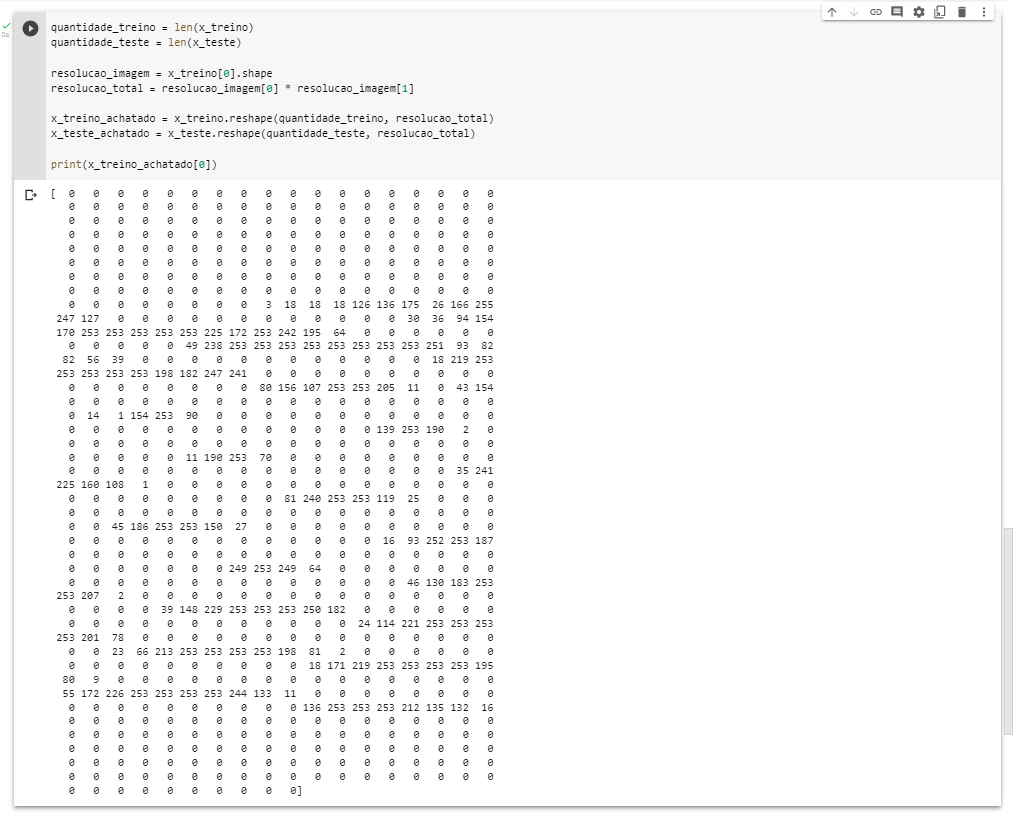 0s
quantidade_treino = len(x_treino)
quantidade_teste = len(x_teste)
resolucao_imagem = x_treino[0].shape
resolucao_total = resolucao_imagem[0] * resolucao_imagem[1]
x_treino_achatado = x_treino.reshape(quantidade_treino, resolucao_total)
x_teste_achatado = x_teste.reshape(quantidade_teste, resolucao_total)
print(x_treino_achatado[0])
[ 0 0 0 0 0 0 0 0 0 0 0 0 0 0 0 0 0 0
0 0 0 0 0 0 0 0 0 0 0 0 0 0 0 0 0 0
0 0 0 0 0 0 0 0 0 0 0 0 0 0 0 0 0 0
0 0 0 0 0 0 0 0 0 0 0 0 0 0 0 0 0 0
0 0 0 0 0 0 0 0 0 0 0 0 0 0 0 0 0 0
0 0 0 0 0 0 0 0 0 0 0 0 0 0 0 0 0 0
0 0 0 0 0 0 0 0 0 0 0 0 0 0 0 0 0 0
0 0 0 0 0 0 0 0 0 0 0 0 0 0 0 0 0 0
0 0 0 0 0 0 0 0 3 18 18 18 126 136 175 26 166 255
247 127 0 0 0 0 0 0 0 0 0 0 0 0 30 36 94 154
170 253 253 253 253 253 225 172 253 242 195 64 0 0 0 0 0 0
0 0 0 0 0 49 238 253 253 253 253 253 253 253 253 251 93 82
82 56 39 0 0 0 0 0 0 0 0 0 0 0 0 18 219 253
253 253 253 253 198 182 247 241 0 0 0 0 0 0 0 0 0 0
0 0 0 0 0 0 0 0 80 156 107 253 253 205 11 0 43 154
0 0 0 0 0 0 0 0 0 0 0 0 0 0 0 0 0 0
0 14 1 154 253 90 0 0 0 0 0 0 0 0 0 0 0 0
0 0 0 0 0 0 0 0 0 0 0 0 0 139 253 190 2 0
0 0 0 0 0 0 0 0 0 0 0 0 0 0 0 0 0 0
0 0 0 0 0 11 190 253 70 0 0 0 0 0 0 0 0 0
0 0 0 0 0 0 0 0 0 0 0 0 0 0 0 0 35 241
225 160 108 1 0 0 0 0 0 0 0 0 0 0 0 0 0 0
0 0 0 0 0 0 0 0 0 81 240 253 253 119 25 0 0 0
0 0 0 0 0 0 0 0 0 0 0 0 0 0 0 0 0 0
0 0 45 186 253 253 150 27 0 0 0 0 0 0 0 0 0 0
0 0 0 0 0 0 0 0 0 0 0 0 0 16 93 252 253 187
0 0 0 0 0 0 0 0 0 0 0 0 0 0 0 0 0 0
0 0 0 0 0 0 0 249 253 249 64 0 0 0 0 0 0 0
0 0 0 0 0 0 0 0 0 0 0 0 0 0 46 130 183 253
253 207 2 0 0 0 0 0 0 0 0 0 0 0 0 0 0 0
0 0 0 0 39 148 229 253 253 253 250 182 0 0 0 0 0 0
0 0 0 0 0 0 0 0 0 0 0 0 24 114 221 253 253 253
253 201 78 0 0 0 0 0 0 0 0 0 0 0 0 0 0 0
0 0 23 66 213 253 253 253 253 198 81 2 0 0 0 0 0 0
0 0 0 0 0 0 0 0 0 0 18 171 219 253 253 253 253 195
80 9 0 0 0 0 0 0 0 0 0 0 0 0 0 0 0 0
55 172 226 253 253 253 253 244 133 11 0 0 0 0 0 0 0 0
0 0 0 0 0 0 0 0 0 0 136 253 253 253 212 135 132 16
0 0 0 0 0 0 0 0 0 0 0 0 0 0 0 0 0 0
0 0 0 0 0 0 0 0 0 0 0 0 0 0 0 0 0 0
0 0 0 0 0 0 0 0 0 0 0 0 0 0 0 0 0 0
0 0 0 0 0 0 0 0 0 0 0 0 0 0 0 0 0 0
0 0 0 0 0 0 0 0 0 0 0 0 0 0 0 0 0 0
0 0 0 0 0 0 0 0 0 0]